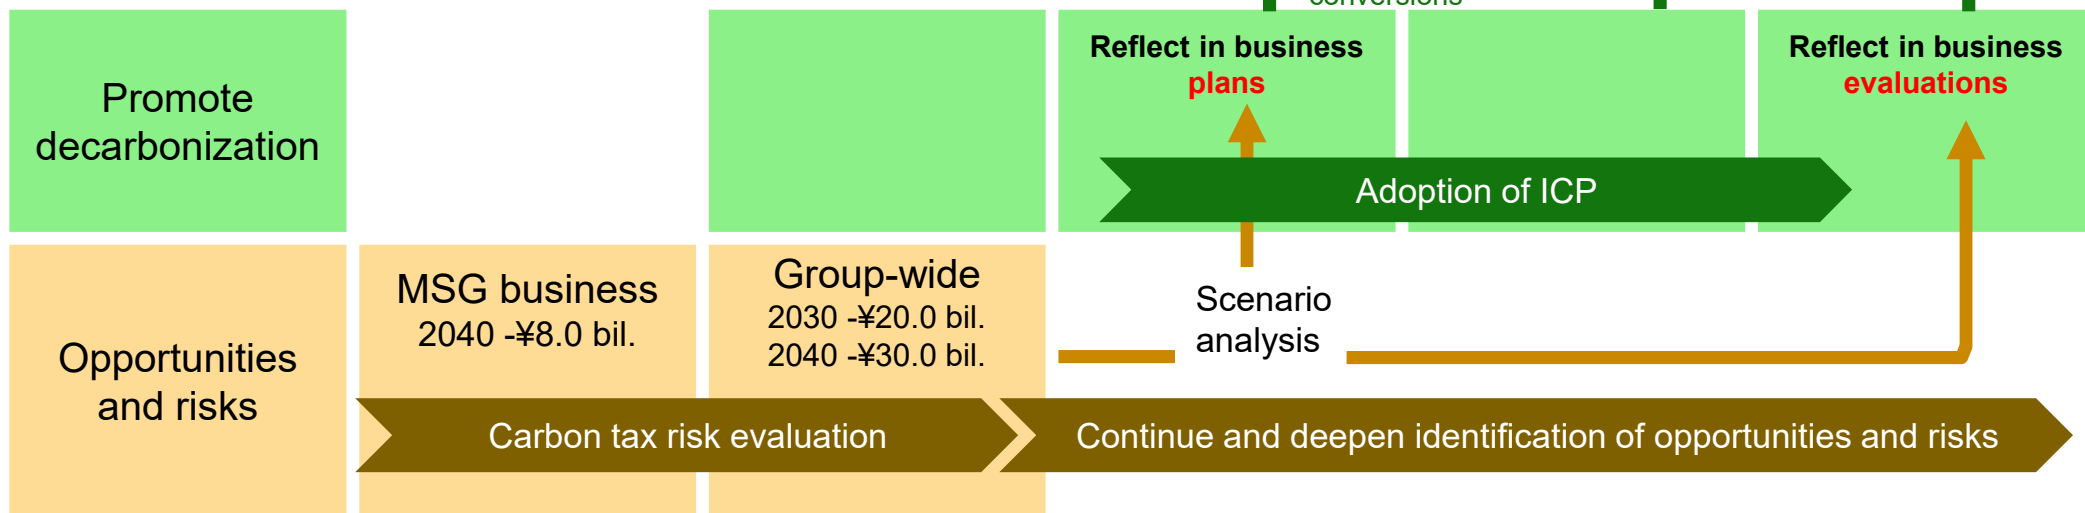 conversions
Promote
decarbonization
Reflect in business
plans
Reflect in business
evaluations
Adoption of ICP
Opportunities
and risks
MSG business
2040 -¥8.0 bil.
Group-wide
2030 -¥20.0 bil.
2040 -¥30.0 bil.
Scenario
analysis
Carbon tax risk evaluation
Continue and deepen identification of opportunities and risks